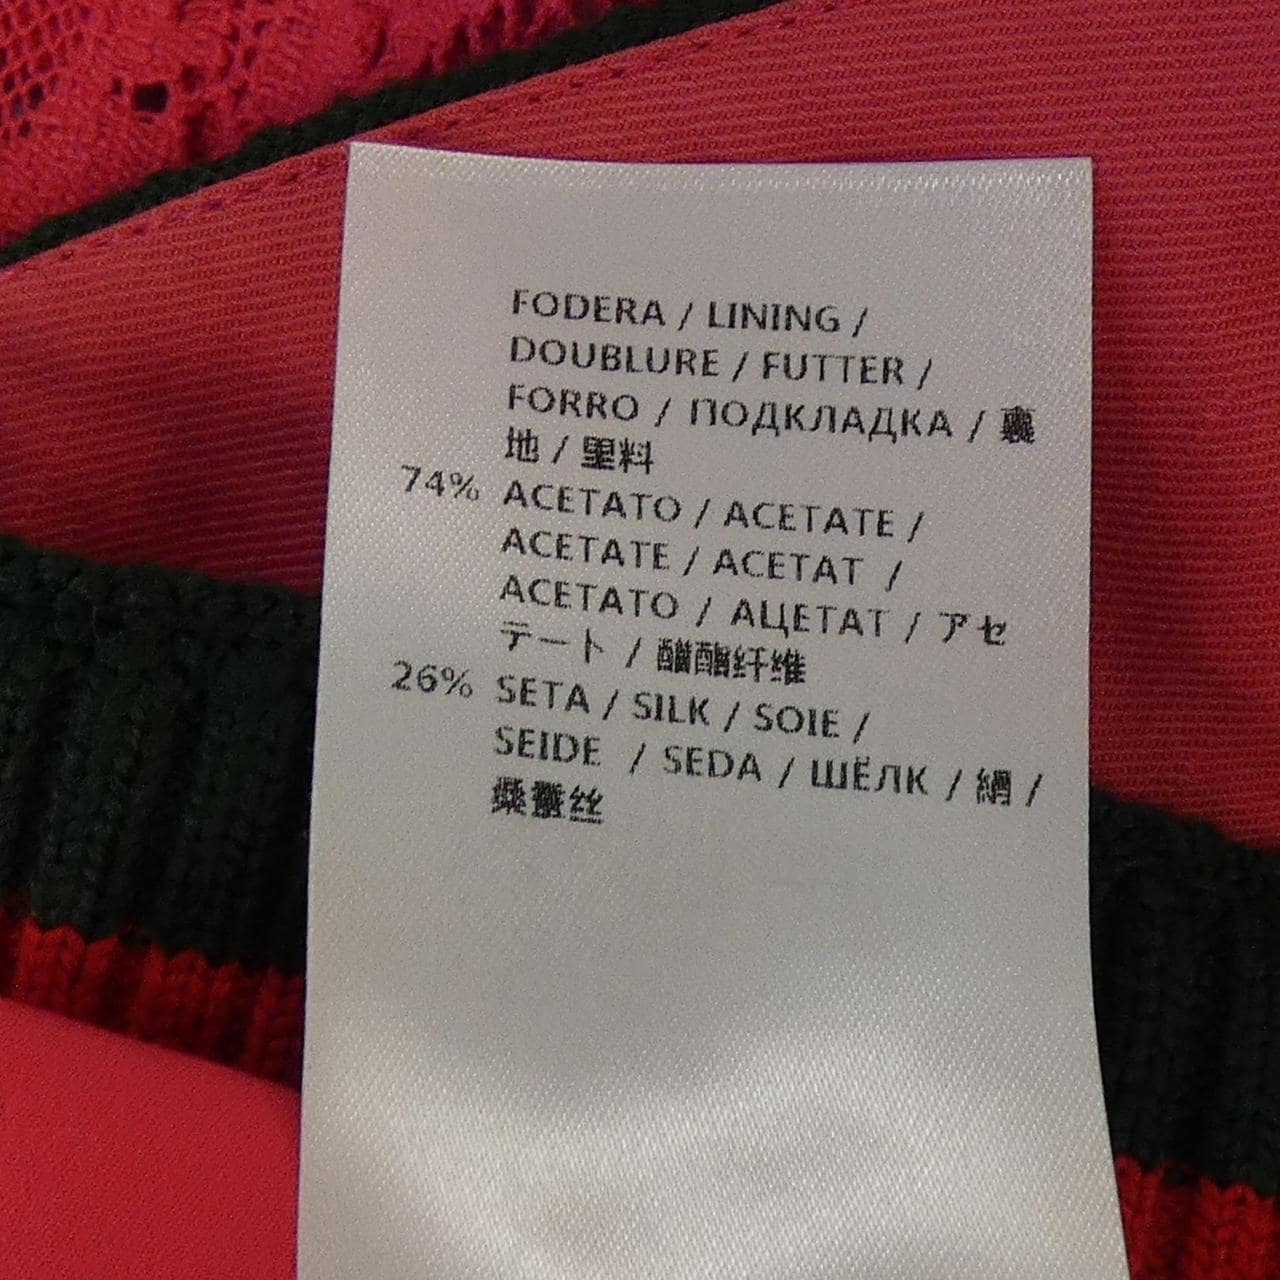 FODERA / LINING /
DOUBLURE / FUTTER /
FORRO / ПОДКЛАДКА / 裏
地 / 里料
74% ACETATO / ACETATE /
ACETATE / ACETAT /
ACETATO / АЦЕТАТ / アセ
テート / 醋酯纤维
26% SETA / SILK / SOIE /
SEIDE / SEDA / ШЁЛК / 絹 /
桑蚕丝